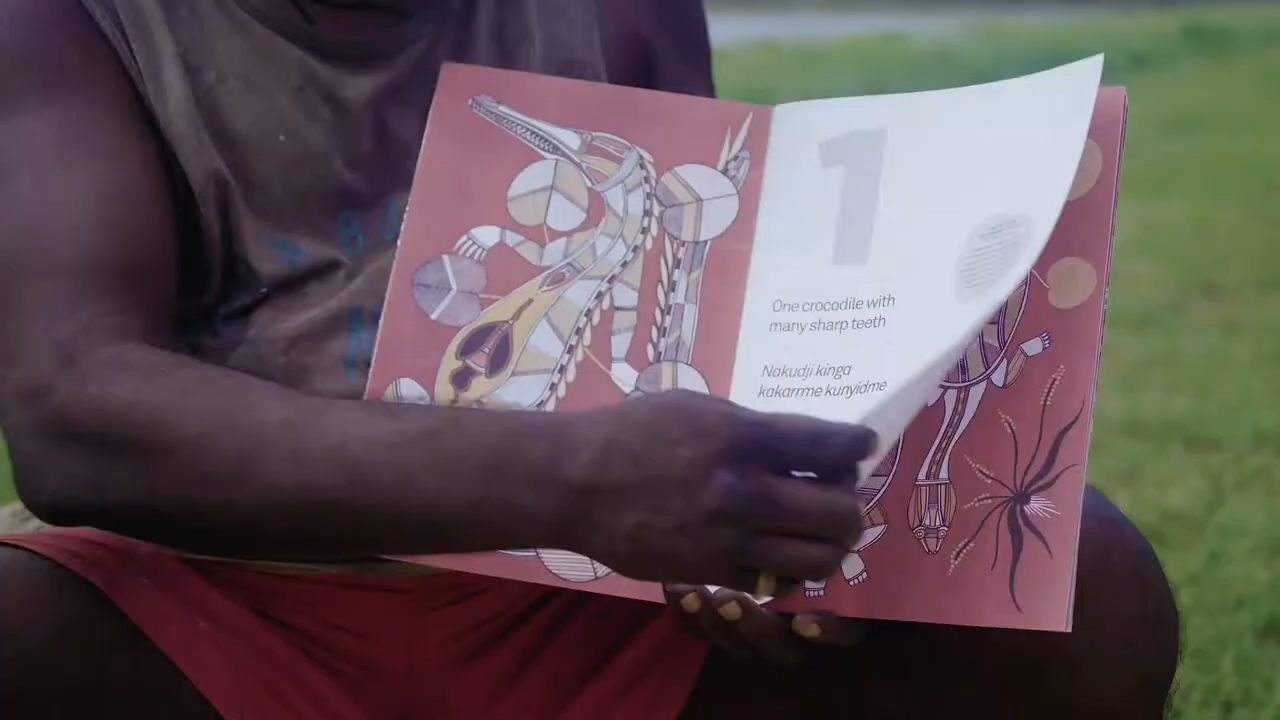 1
One crocodile with
many sharp teeth
Nakudji kinga
kakarrme kunyidme